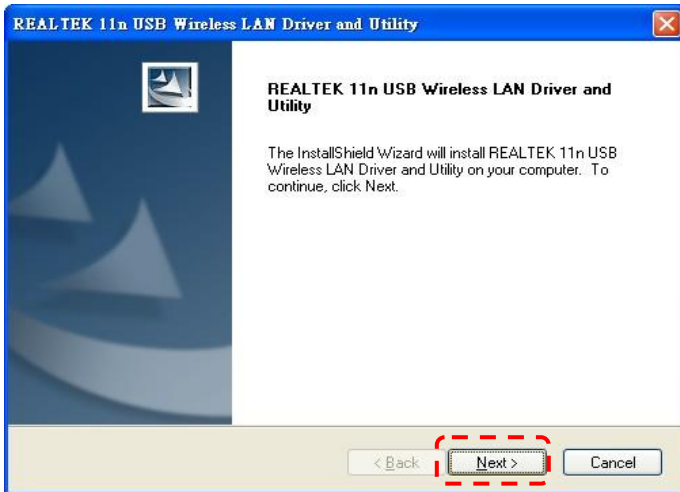 REALTEK 11n USB Wireless LAN Driver and Utility
REALTEK 11n USB Wireless LAN Driver and
Utility
The InstallShield Wizard will install REALTEK 11n USB
Wireless LAN Driver and Utility on your computer. To
continue, click Next.
< Back Next > Cancel